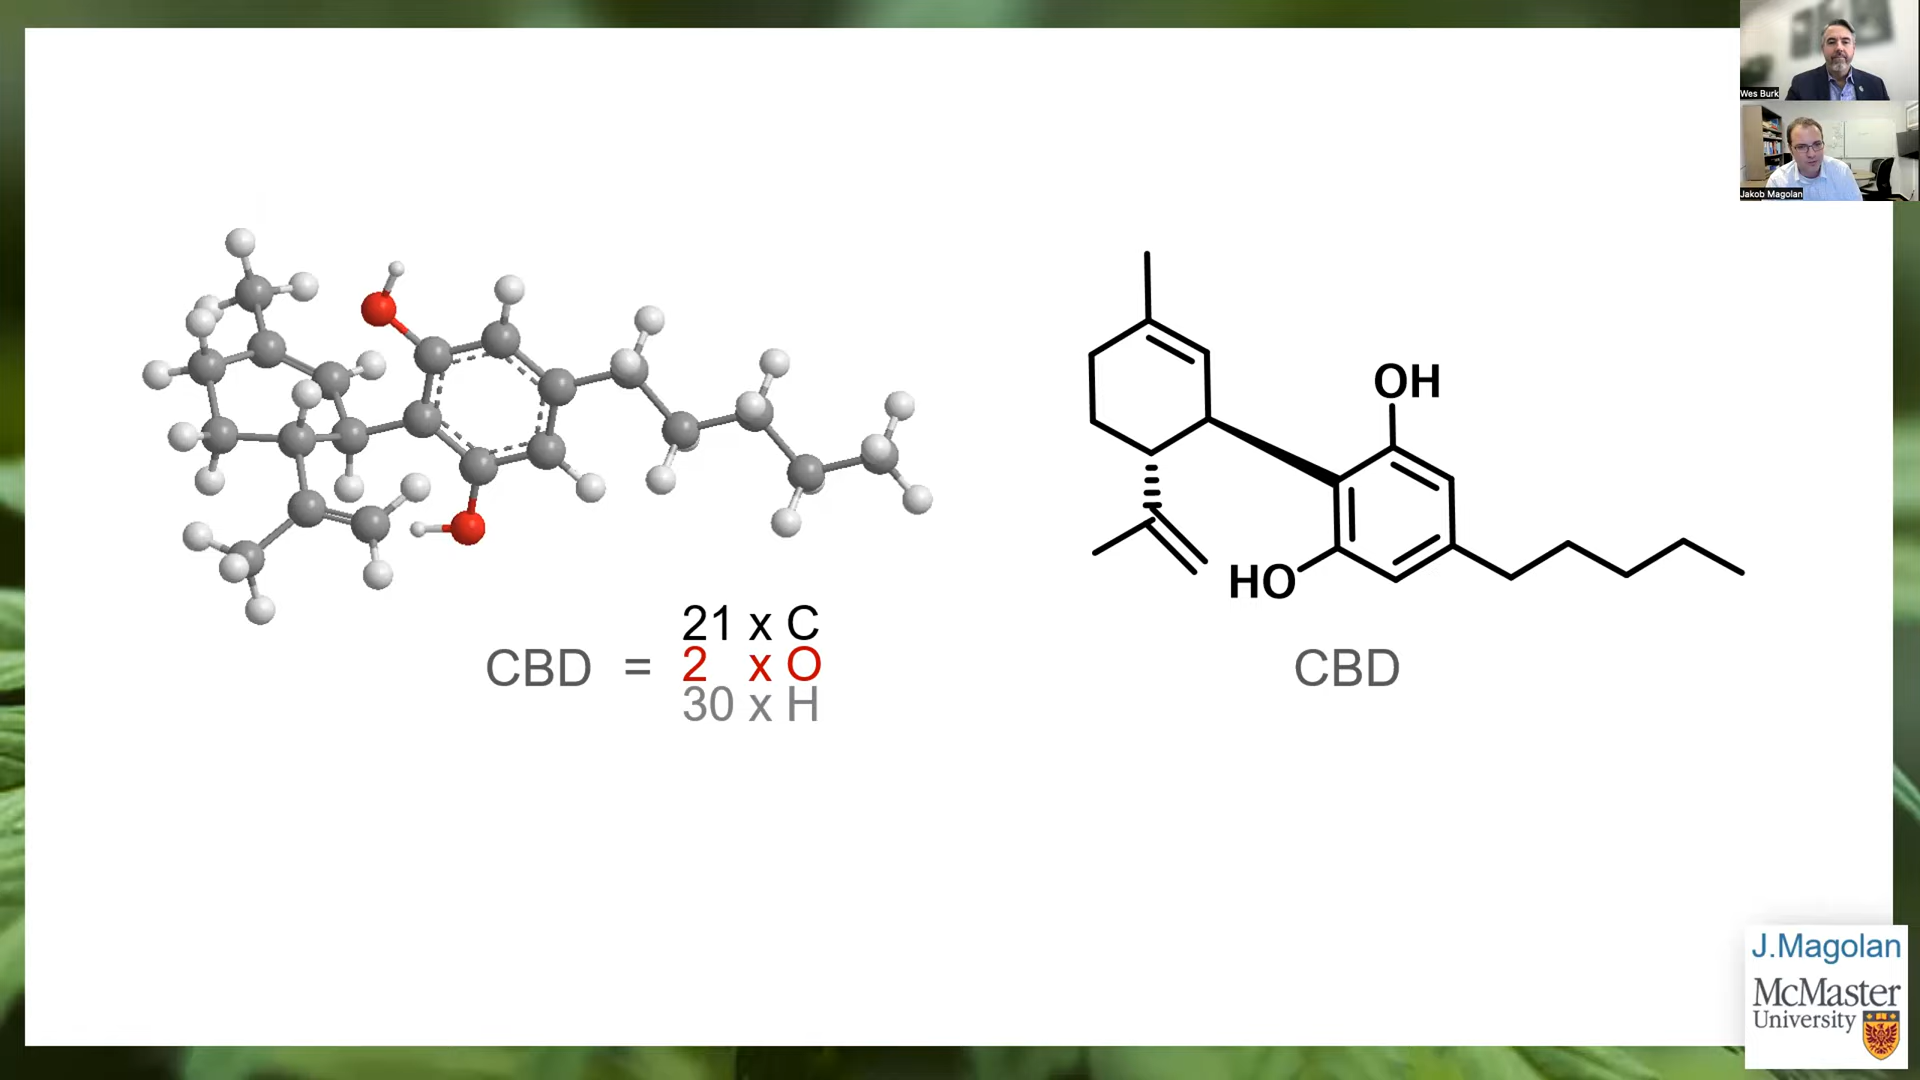 Wes Burk
Jakob Magolan
OH
HO
21 x C
CBD = 2 x O
30 x H
CBD
J.Magolan
McMaster
University